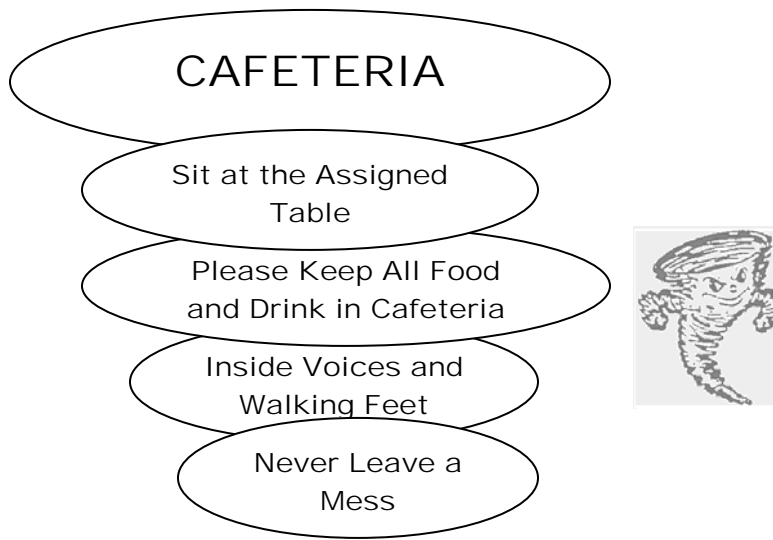 CAFETERIA
Sit at the Assigned
Table
Please Keep All Food
and Drink in Cafeteria
Inside Voices and
Walking Feet
Never Leave a
Mess